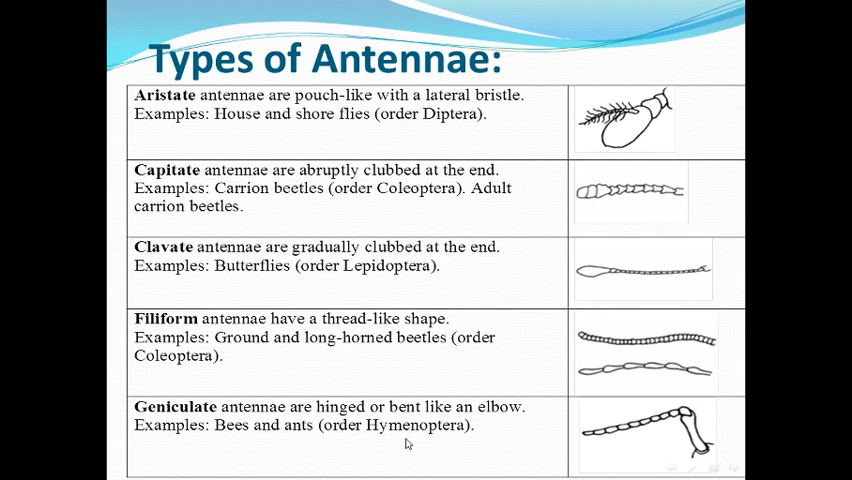 Types of Antennae:
Aristate antennae are pouch-like with a lateral bristle.
Examples: House and shore flies (order Diptera).
Capitate antennae are abruptly clubbed at the end.
Examples: Carrion beetles (order Coleoptera). Adult
carrion beetles.
Clavate antennae are gradually clubbed at the end.
Examples: Butterflies (order Lepidoptera).
Filiform antennae have a thread-like shape.
Examples: Ground and long-horned beetles (order
Coleoptera).
Geniculate antennae are hinged or bent like an elbow.
Examples: Bees and ants (order Hymenoptera).